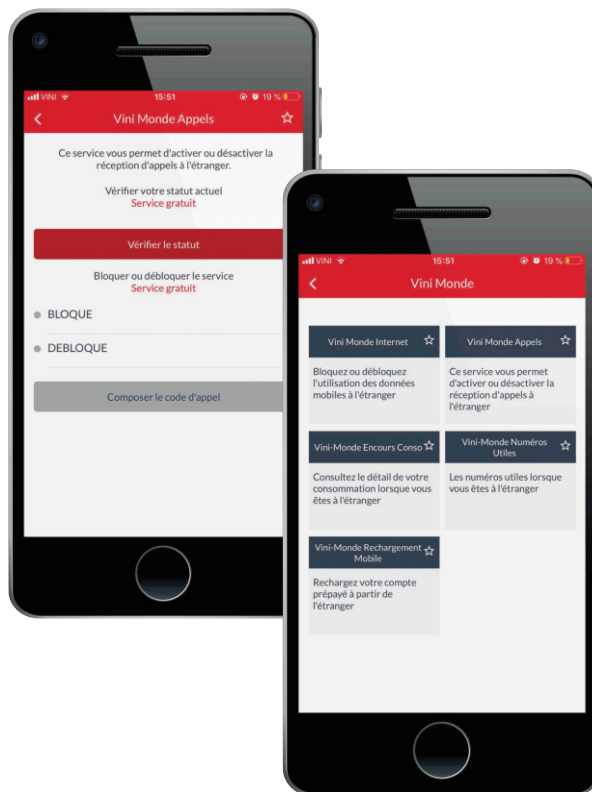 VINI 15:51 19 %
Vini Monde Appels
Ce service vous permet d'activer ou désactiver la
réception d'appels à l'étranger.
Vérifier votre statut actuel
Service gratuit
Vérifier le statut
Bloquer ou débloquer le service
Service gratuit
BLOQUE
DEBLOQUE
Composer le code d'appel
VINI 15:51 19 %
Vini Monde
Vini Monde Internet
Bloquez ou débloquez
l'utilisation des données
mobiles à l'étranger
Vini Monde Appels
Ce service vous permet
d'activer ou désactiver la
réception d'appels à
l'étranger
Vini-Monde Encours Conso
Consultez le détail de votre
consommation lorsque vous
êtes à l'étranger
Vini-Monde Numéros
Utiles
Les numéros utiles lorsque
vous êtes à l'étranger
Vini-Monde Rechargement
Mobile
Rechargez votre compte
prépayé à partir de
l'étranger